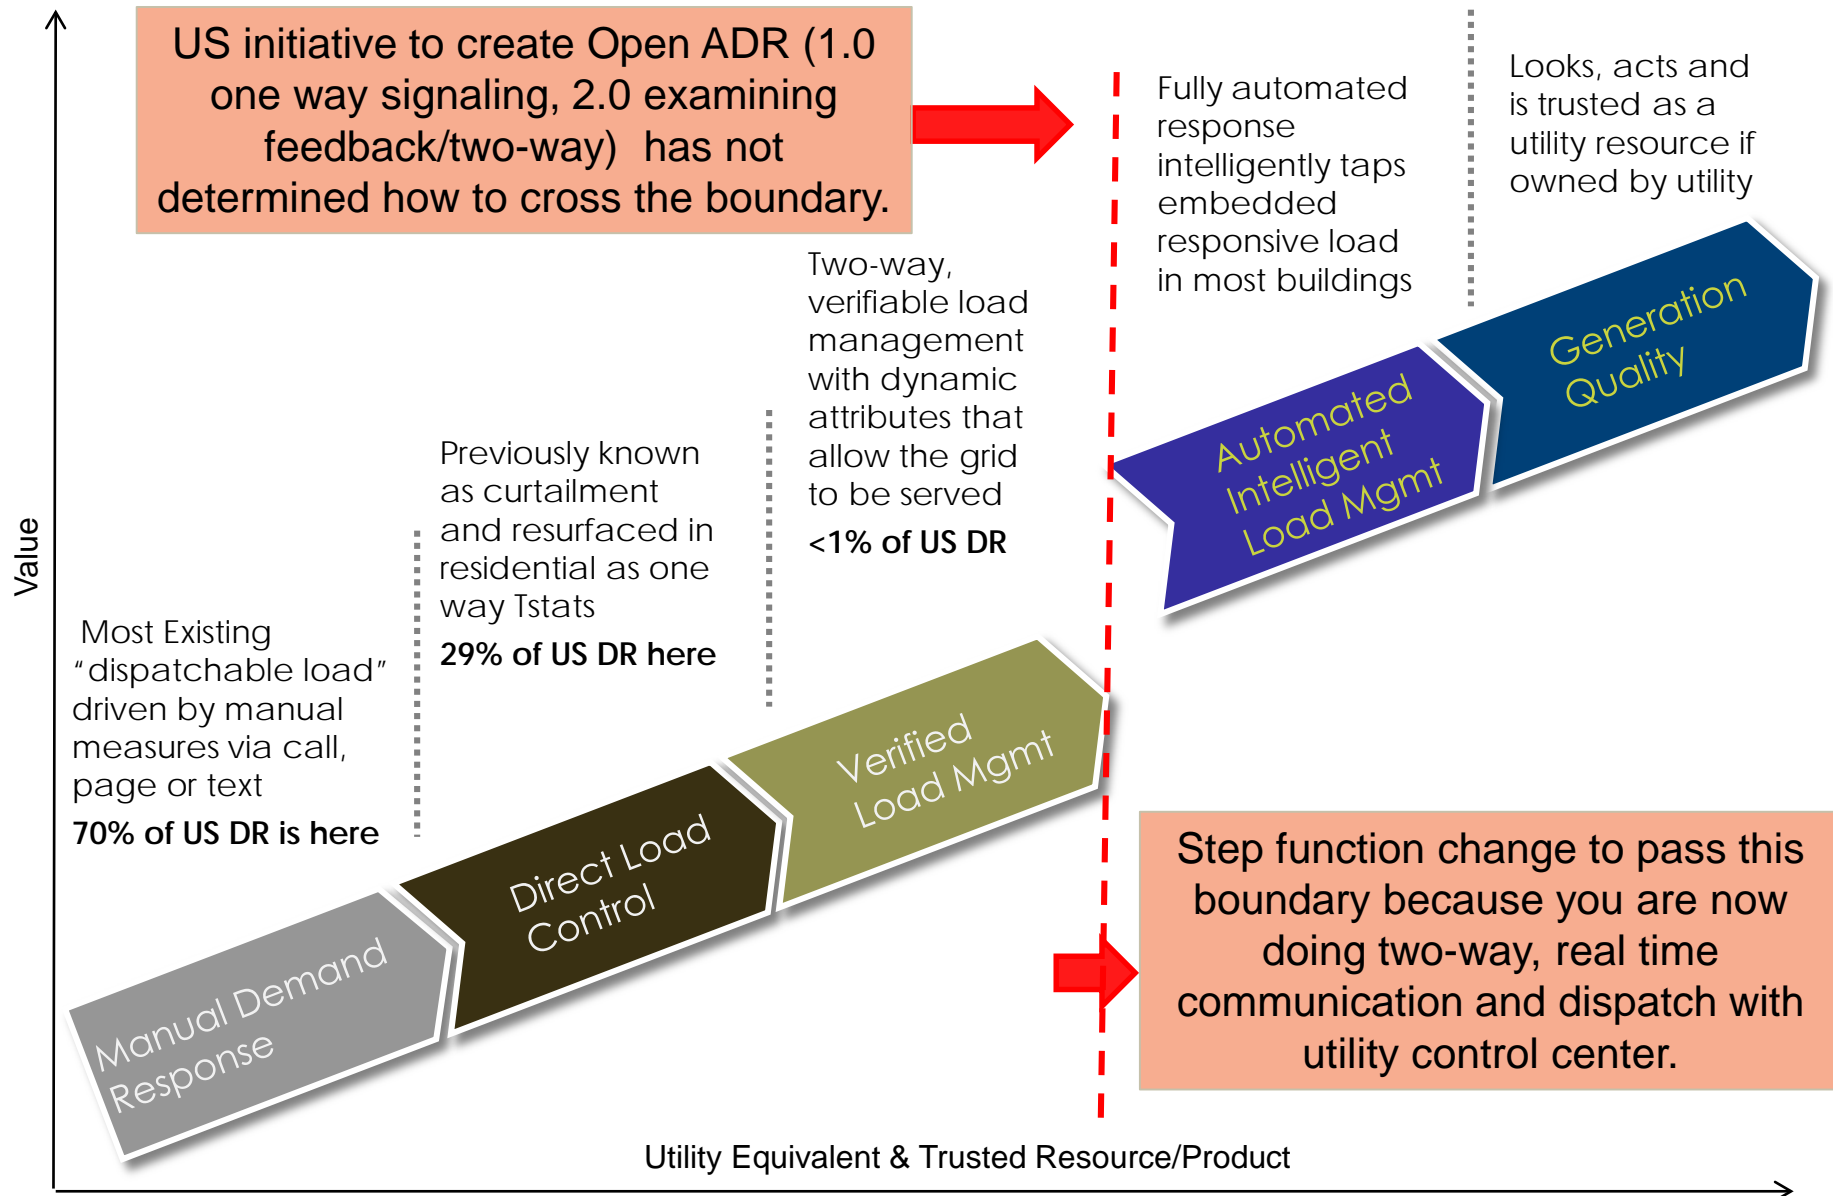 US initiative to create Open ADR (1.0
one way signaling, 2.0 examining
feedback/two-way)  has not
determined how to cross the boundary.
Fully automated
response
intelligently taps
embedded
responsive load
in most buildings
Looks, acts and
is trusted as a
utility resource if
owned by utility
Two-way,
verifiable load
management
with dynamic
attributes that
allow the grid
to be served
<1% of US DR
Previously known
as curtailment
and resurfaced in
residential as one
way Tstats
29% of US DR here
Most Existing
“dispatchable load”
driven by manual
measures via call,
page or text
70% of US DR is here
Value
Manual Demand
Response
Direct Load
Control
Verified
Load Mgmt
Automated
Intelligent
Load Mgmt
Generation
Quality
Step function change to pass this
boundary because you are now
doing two-way, real time
communication and dispatch with
utility control center.
Utility Equivalent & Trusted Resource/Product